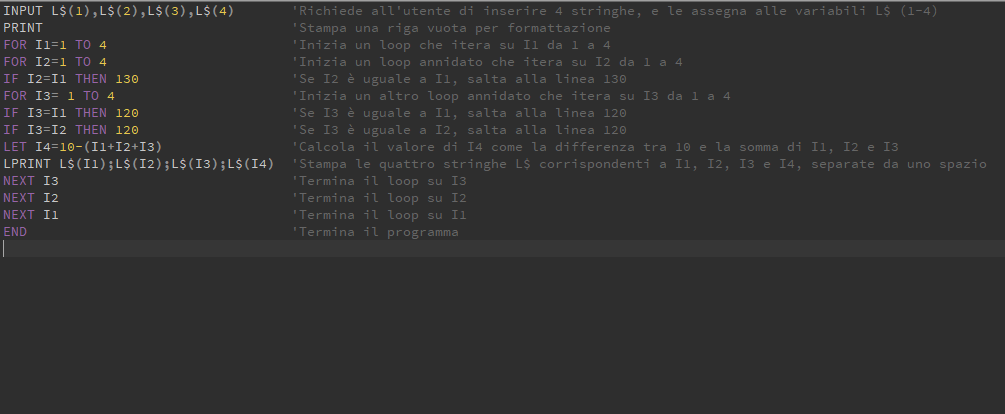 INPUT L$(1),L$(2),L$(3),L$(4) 'Richiede all'utente di inserire 4 stringhe, e le assegna alle variabili L$ (1-4)
PRINT 'Stampa una riga vuota per formattazione
FOR I1=1 TO 4 'Inizia un loop che itera su I1 da 1 a 4
FOR I2=1 TO 4 'Inizia un loop annidato che itera su I2 da 1 a 4
IF I2=I1 THEN 130 'Se I2 è uguale a I1, salta alla linea 130
FOR I3= 1 TO 4 'Inizia un altro loop annidato che itera su I3 da 1 a 4
IF I3=I1 THEN 120 'Se I3 è uguale a I1, salta alla linea 120
IF I3=I2 THEN 120 'Se I3 è uguale a I2, salta alla linea 120
LET I4=10-(I1+I2+I3) 'Calcola il valore di I4 come la differenza tra 10 e la somma di I1, I2 e I3
LPRINT L$(I1);L$(I2);L$(I3);L$(I4) 'Stampa le quattro stringhe L$ corrispondenti a I1, I2, I3 e I4, separate da uno spazio
NEXT I3 'Termina il loop su I3
NEXT I2 'Termina il loop su I2
NEXT I1 'Termina il loop su I1
END 'Termina il programma